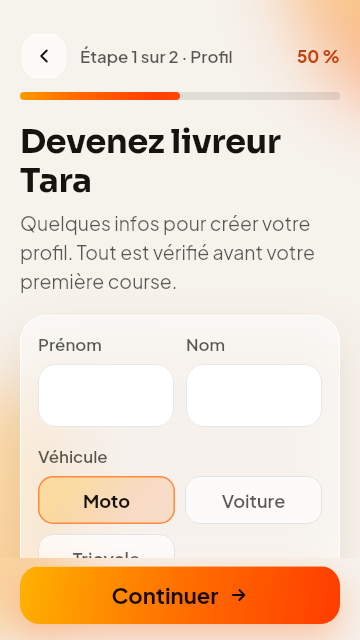 Étape 1 sur 2 · Profil
50 %
Devenez livreur
Tara
Quelques infos pour créer votre
profil. Tout est vérifié avant votre
première course.
Prénom
Nom
Véhicule
Moto
Voiture
Tricycle
Continuer →